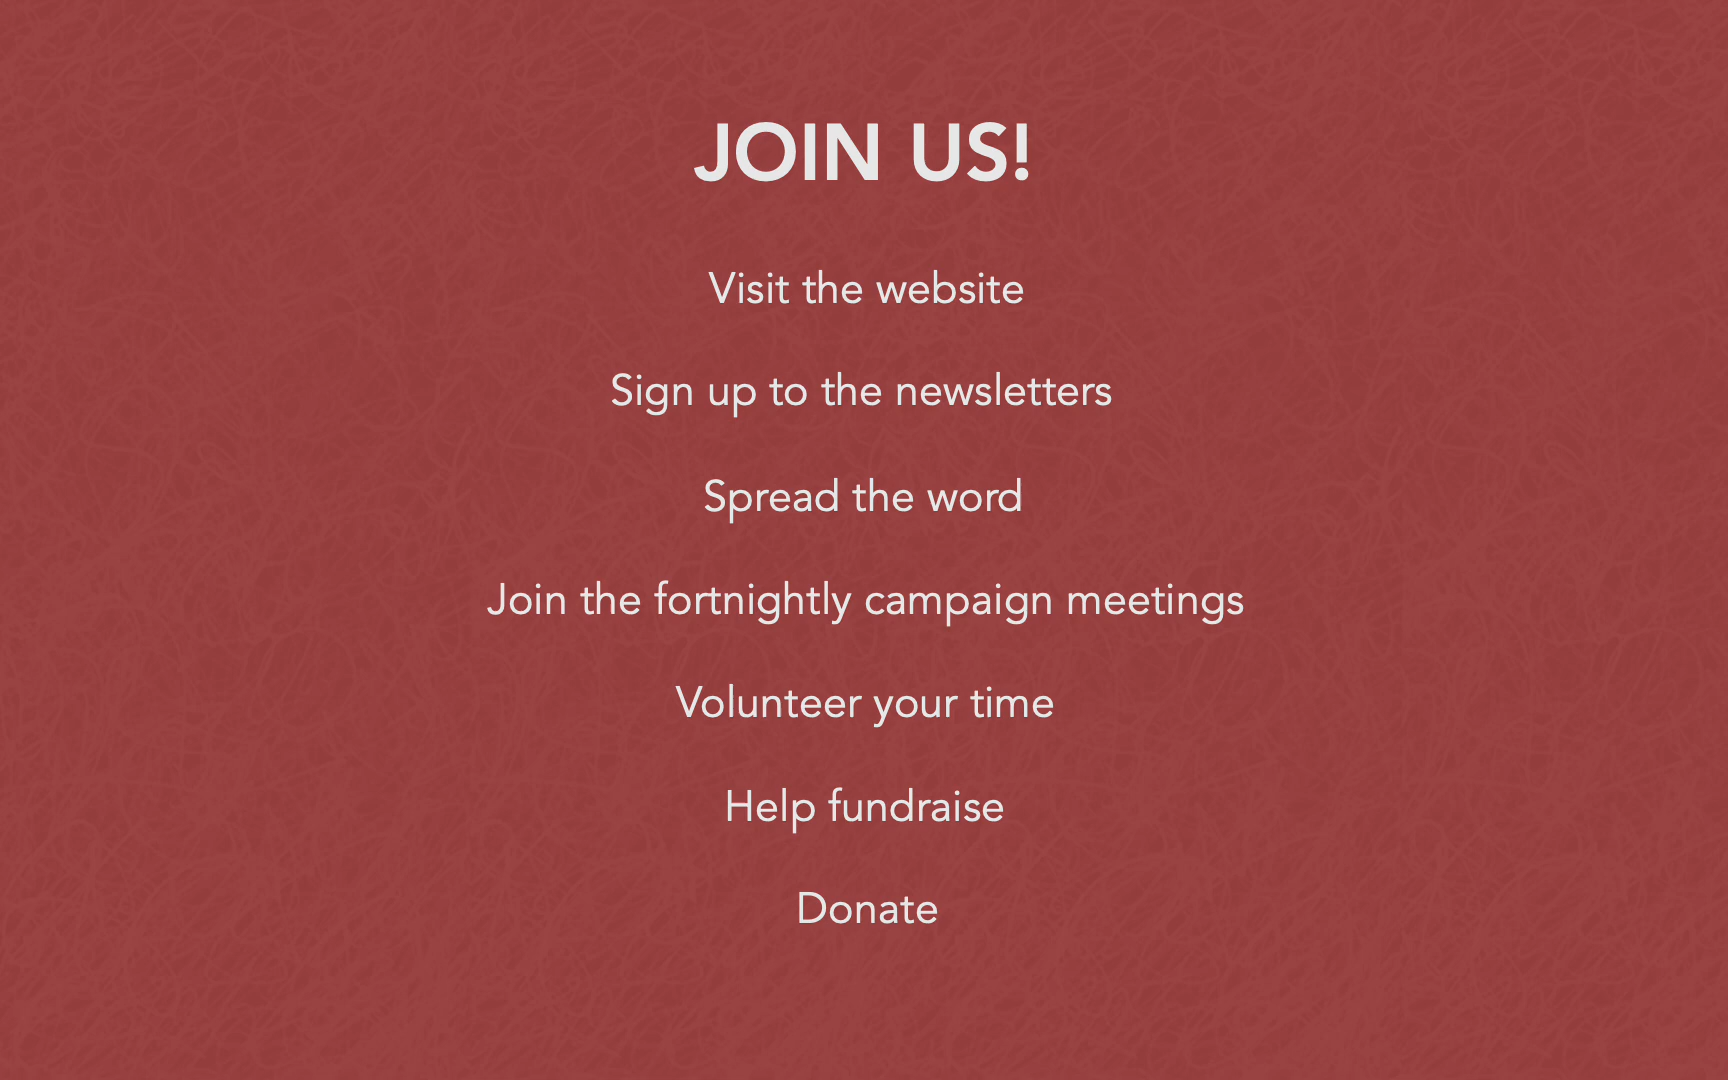 JOIN US!
Visit the website
Sign up to the newsletters
Spread the word
Join the fortnightly campaign meetings
Volunteer your time
Help fundraise
Donate